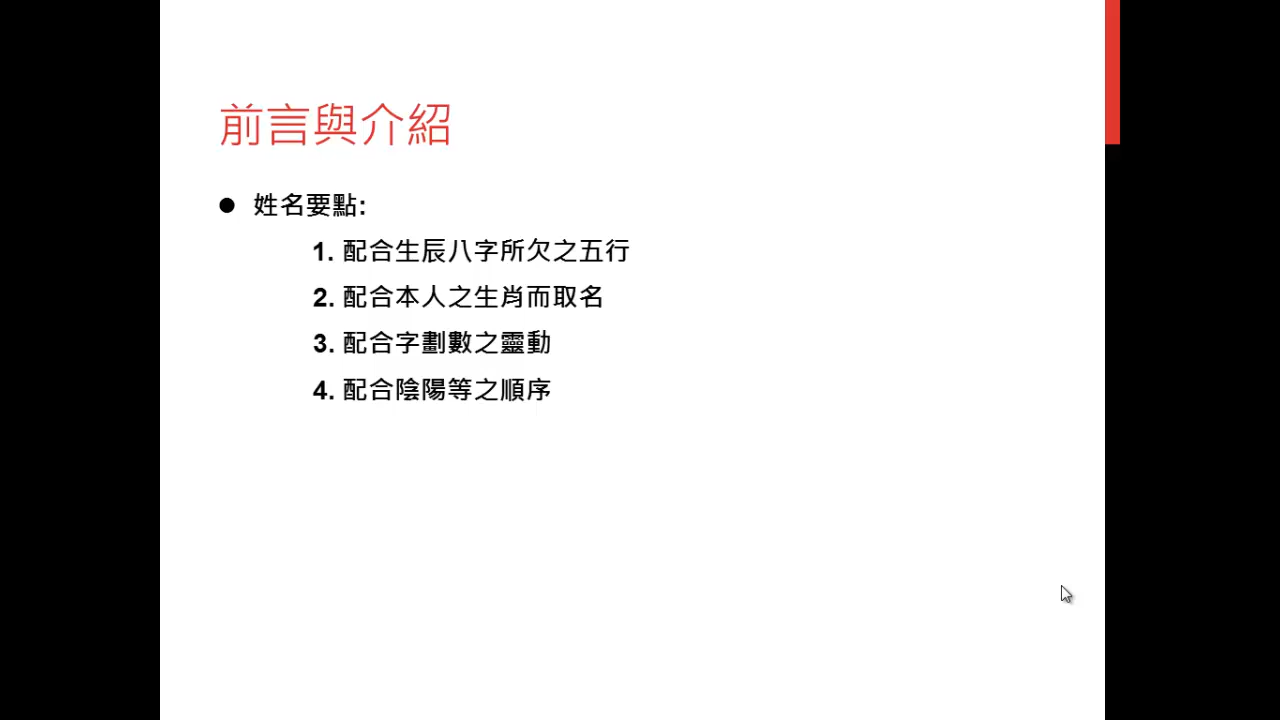 前言與介紹
● 姓名要點:
1. 配合生辰八字所欠之五行
2. 配合本人之生肖而取名
3. 配合字劃數之靈動
4. 配合陰陽等之順序